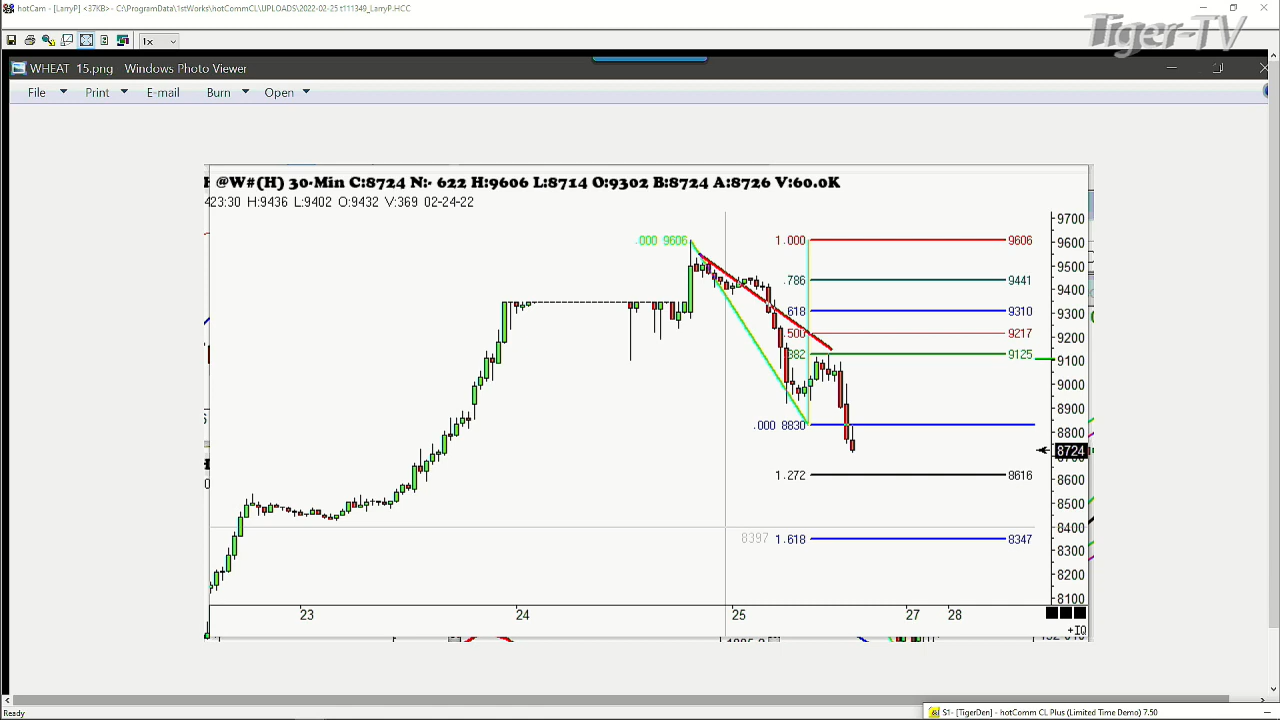 hotCam - [LarryP] <37KB> - C:\ProgramData\1stWorks\hotCommCL\UPLOADS\2022-02-25 t111349_LarryP.HCC
Tiger-TV
1x
WHEAT 15.png - Windows Photo Viewer
File Print E-mail Burn Open
@W#(H) 30-Min C:8724 N:- 622 H:9606 L:8714 O:9302 B:8724 A:8726 V:60.0K
423:30 H:9436 L:9402 O:9432 V:369 02-24-22
9700
.000 9606 1.000 9606 9600
9500
.786 9441 9400
.618 9310 9300
.500 9217 9200
.382 9125 9100
9000
8900
.000 8830 8800
8724
1.272 8616 8600
8500
8400
8397 1.618 8347
8300
8200
8100
23 24 25 27 28
+IQ
Ready
S1- [TigerDen] - hotComm CL Plus (Limited Time Demo) 7.50